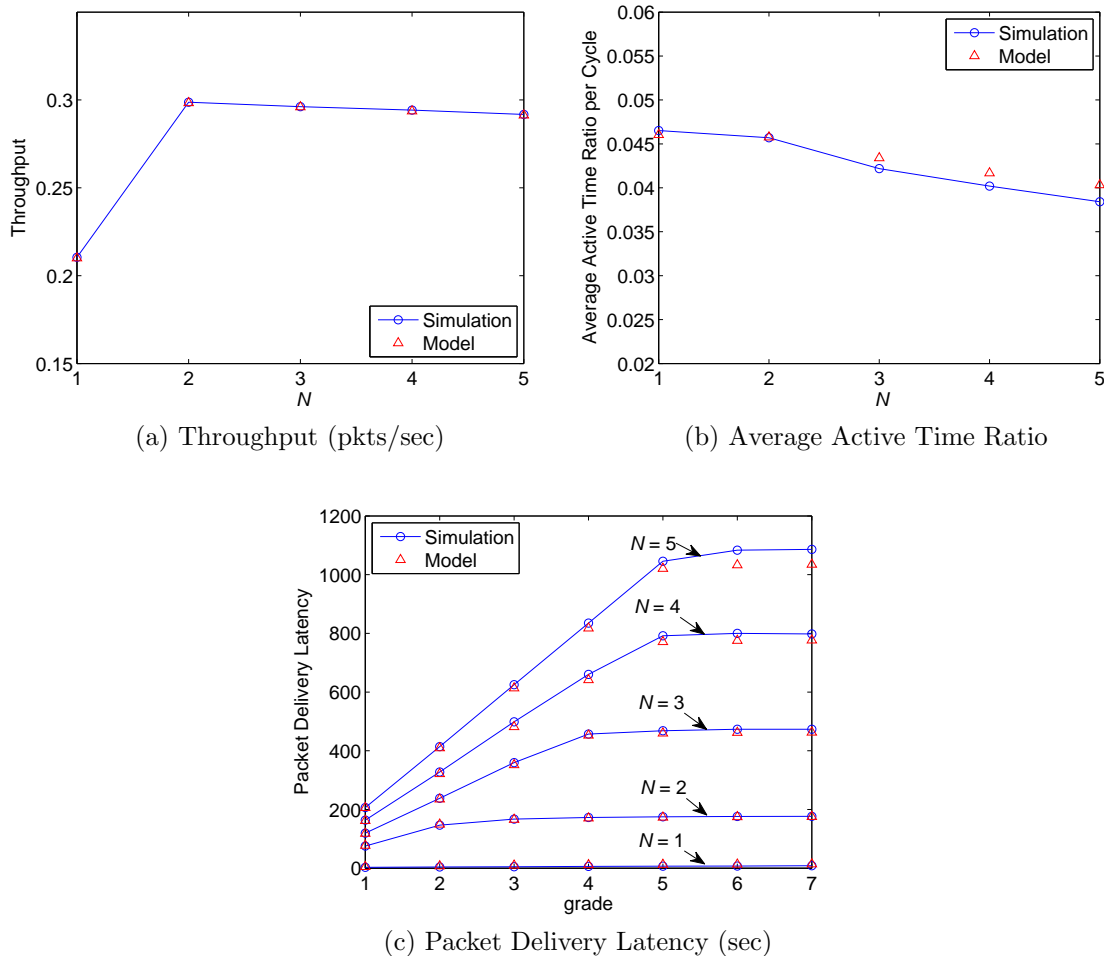 Throughput
0.3
0.25
0.2
0.15
1 2 3 4 5
N
Simulation
Model
(a) Throughput (pkts/sec)
Average Active Time Ratio per Cycle
0.06
0.055
0.05
0.045
0.04
0.035
0.03
0.025
0.02
1 2 3 4 5
N
Simulation
Model
(b) Average Active Time Ratio
Packet Delivery Latency
1200
1000
800
600
400
200
0
1 2 3 4 5 6 7
grade
Simulation
Model
N = 5
N = 4
N = 3
N = 2
N = 1
(c) Packet Delivery Latency (sec)